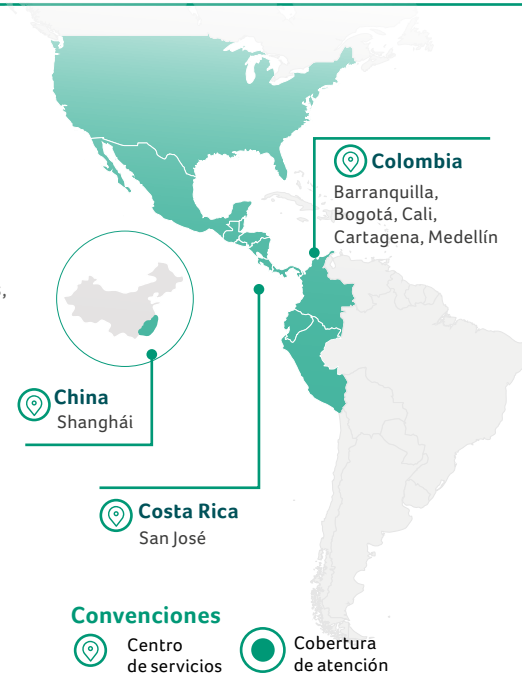 Colombia
Barranquilla,
Bogotá, Cali,
Cartagena, Medellín
,
China
Shanghái
Costa Rica
San José
Convenciones
Centro
de servicios
Cobertura
de atención